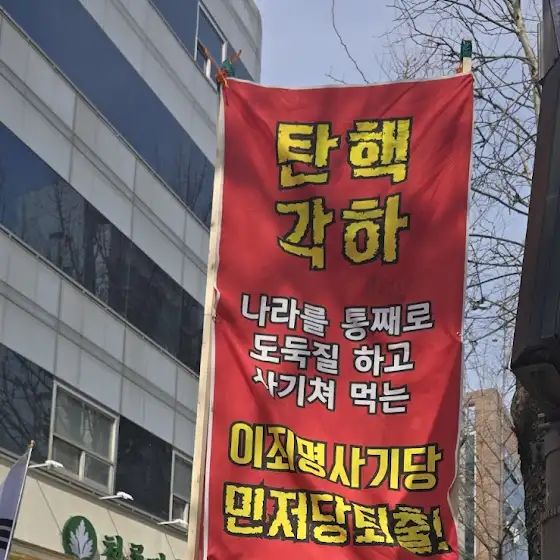 탄핵
각하
나라를 통째로
도둑질 하고
사기쳐 먹는
이죄명사기당
민저당퇴출!